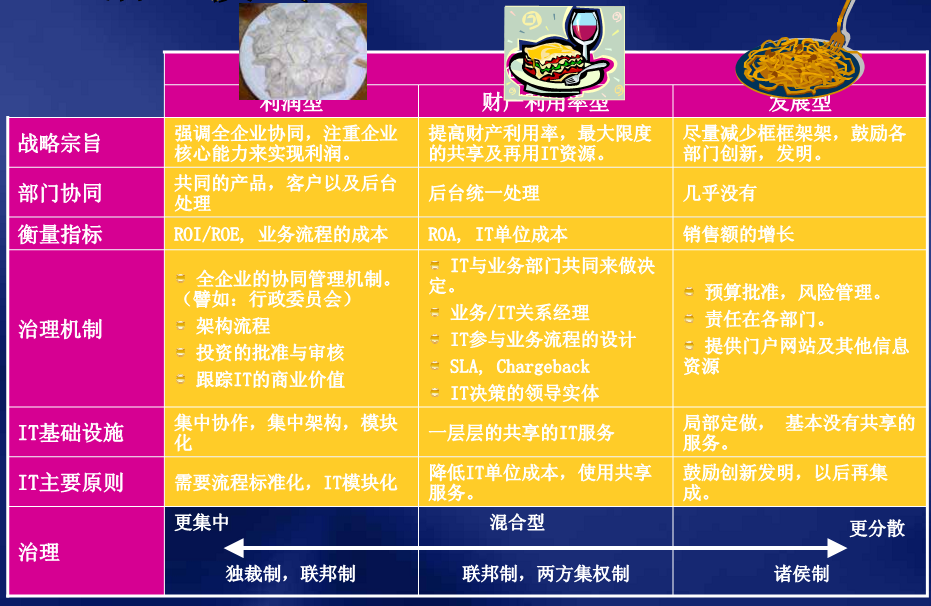 利润型
财产利用率型
发展型
战略宗旨
强调全企业协同，注重企业
核心能力来实现利润。
提高财产利用率，最大限度
的共享及再用IT资源。
尽量减少框框架架，鼓励各
部门创新，发明。
部门协同
共同的产品，客户以及后台
处理
后台统一处理
几乎没有
衡量指标
ROI/ROE, 业务流程的成本
ROA, IT单位成本
销售额的增长
治理机制
全企业的协同管理机制。
（譬如：行政委员会）
架构流程
投资的批准与审核
跟踪IT的商业价值
IT与业务部门共同来做决
定。
业务/IT关系经理
IT参与业务流程的设计
SLA, Chargeback
IT决策的领导实体
预算批准，风险管理。
责任在各部门。
提供门户网站及其他信息
资源
IT基础设施
集中协作，集中架构，模块
化
一层层的共享的IT服务
局部定做， 基本没有共享的
服务。
IT主要原则
需要流程标准化，IT模块化
降低IT单位成本，使用共享
服务。
鼓励创新发明，以后再集
成。
治理
更集中
混合型
更分散
独裁制，联邦制
联邦制，两方集权制
诸侯制